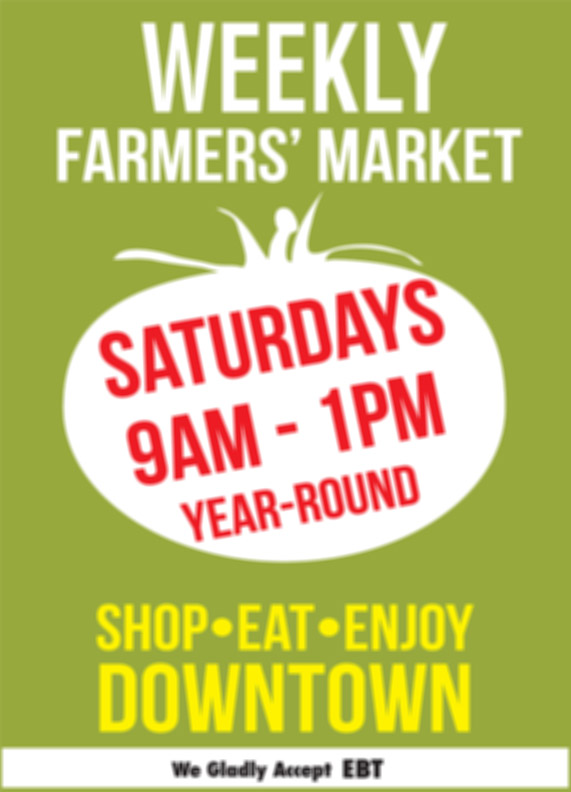 WEEKLY
FARMERS’ MARKET
SATURDAYS
9AM - 1PM
YEAR-ROUND
SHOP•EAT•ENJOY
DOWNTOWN
We Gladly Accept EBT